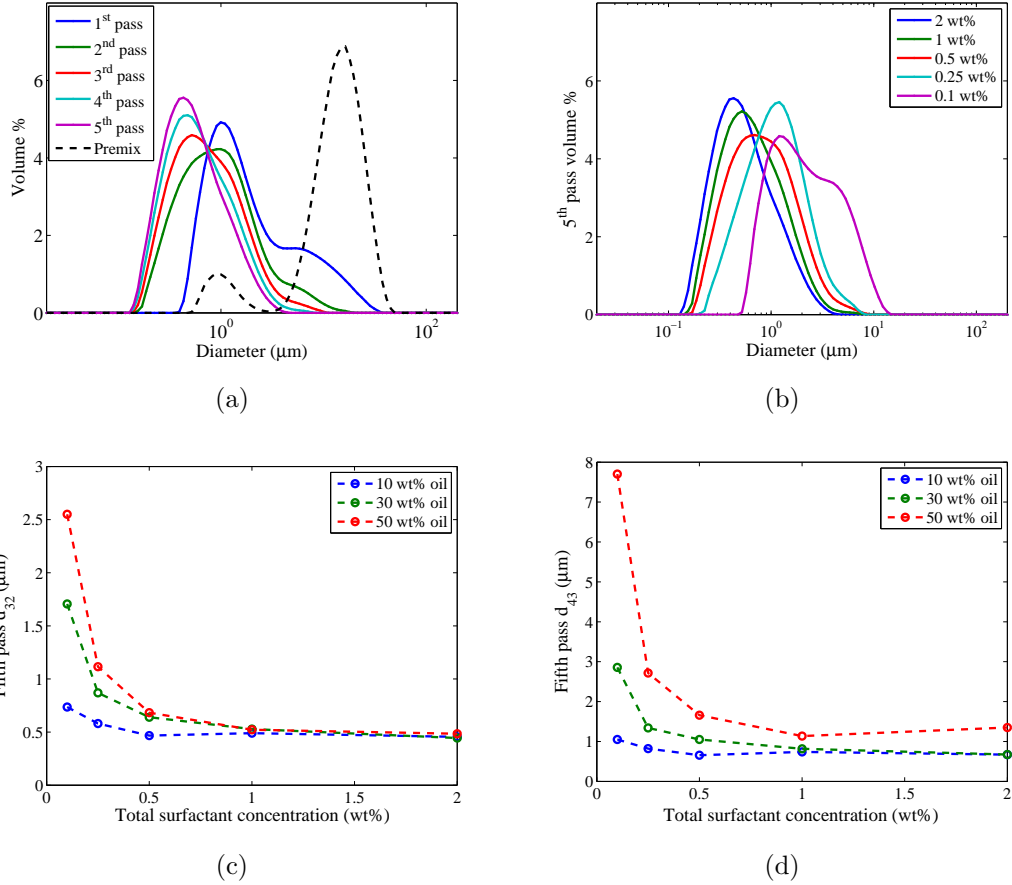 1st pass
2nd pass
3rd pass
4th pass
5th pass
Premix
Volume %
0
2
4
6
10^0
10^2
Diameter (μm)
(a)
2 wt%
1 wt%
0.5 wt%
0.25 wt%
0.1 wt%
5th pass volume %
0
2
4
6
10^-1
10^0
10^1
10^2
Diameter (μm)
(b)
10 wt% oil
30 wt% oil
50 wt% oil
Fifth pass d32 (μm)
3
2.5
2
1.5
1
0.5
0
0
0.5
1
1.5
2
Total surfactant concentration (wt%)
(c)
10 wt% oil
30 wt% oil
50 wt% oil
Fifth pass d43 (μm)
8
7
6
5
4
3
2
1
0
0
0.5
1
1.5
2
Total surfactant concentration (wt%)
(d)